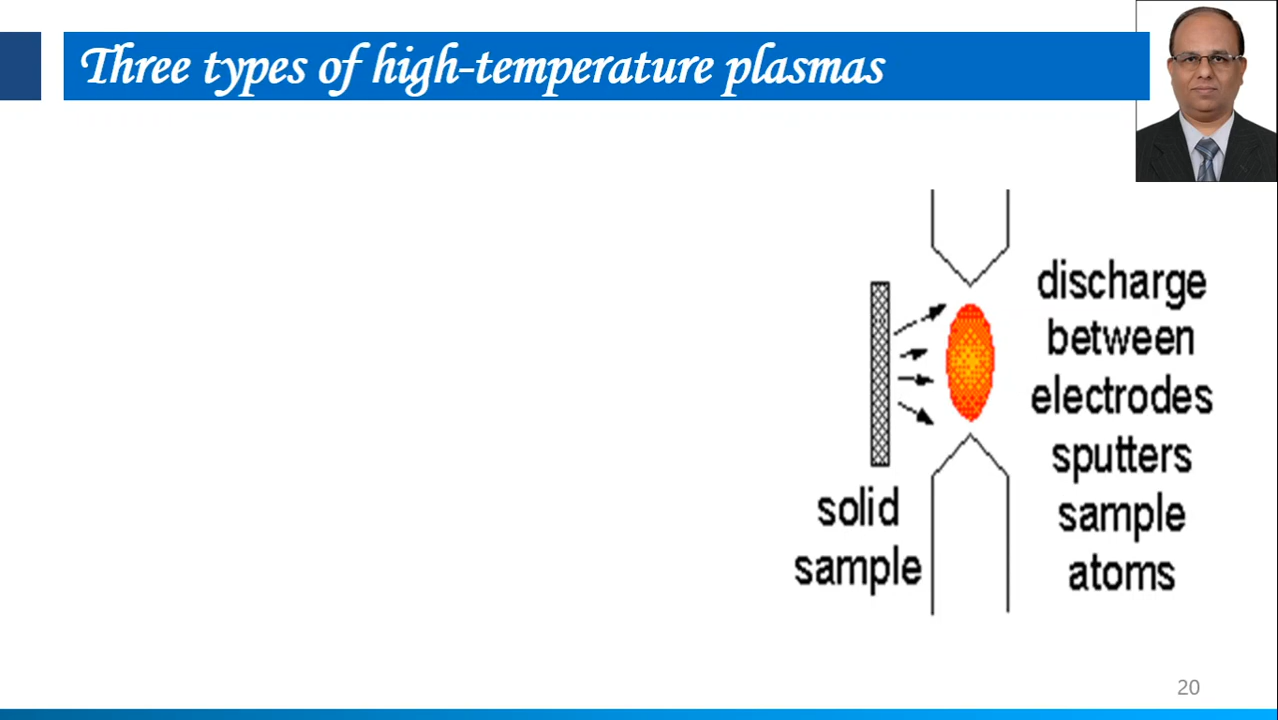 Three types of high-temperature plasmas
discharge
between
electrodes
sputters
sample
atoms
solid
sample
20